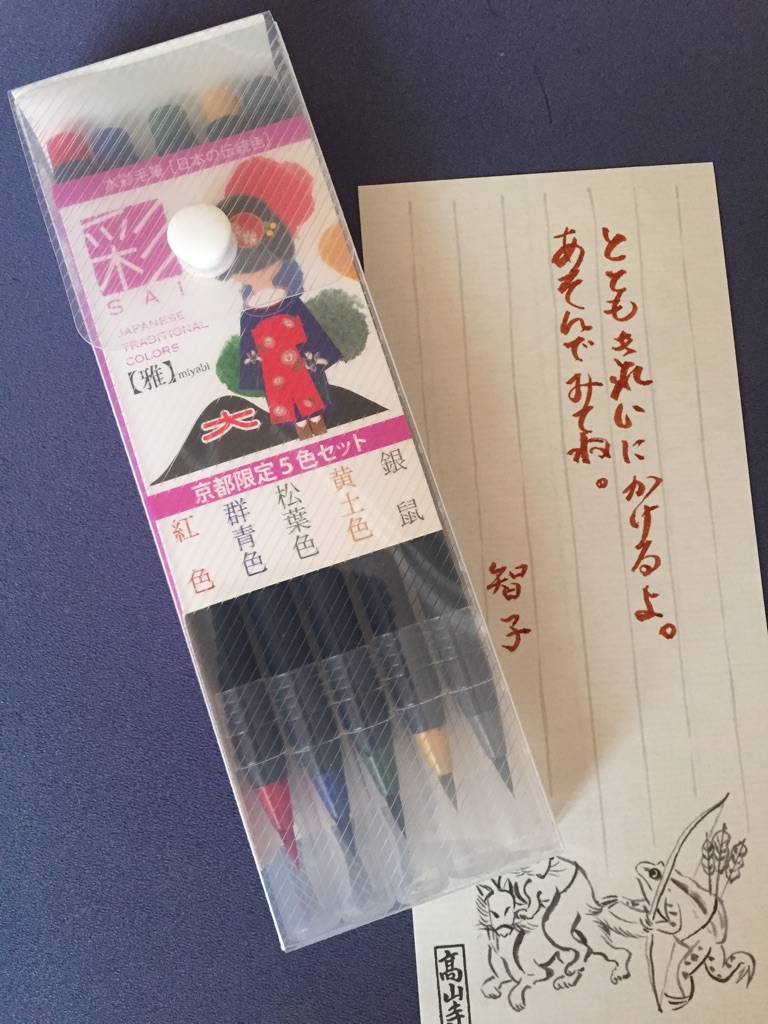 水彩毛筆「日本の伝統色」
彩
SAI
JAPANESE
TRADITIONAL
COLORS
【雅】miyabi
大
京都限定5色セット
紅色
群青色
松葉色
黄土色
銀鼠
とてもきれいにかけるよ。
あそんでみてね。
智子
高山寺